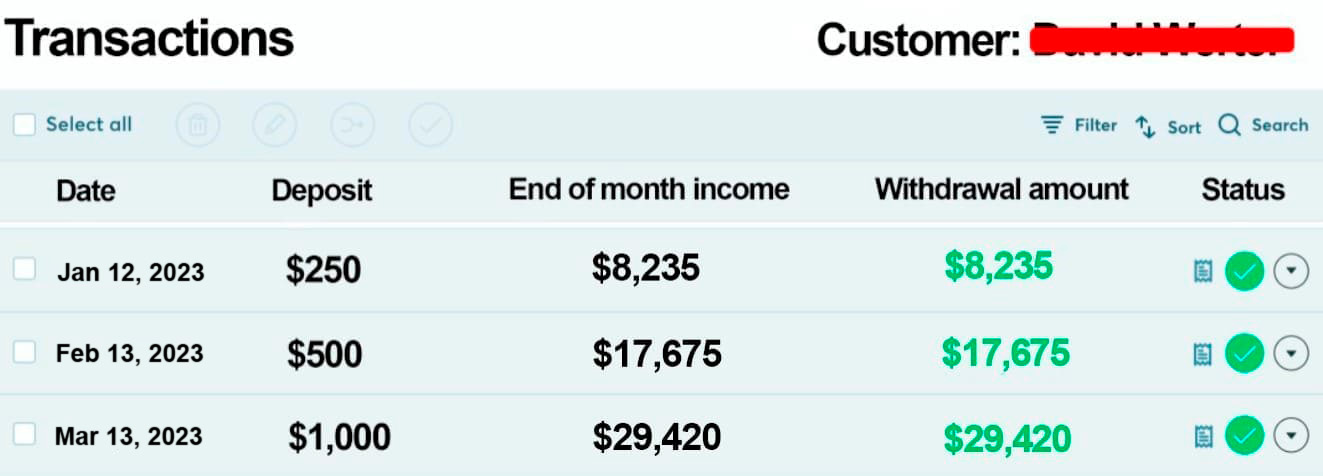 Transactions Customer:
Select all Filter Sort Search
Date Deposit End of month income Withdrawal amount Status
Jan 12, 2023 $250 $8,235 $8,235
Feb 13, 2023 $500 $17,675 $17,675
Mar 13, 2023 $1,000 $29,420 $29,420